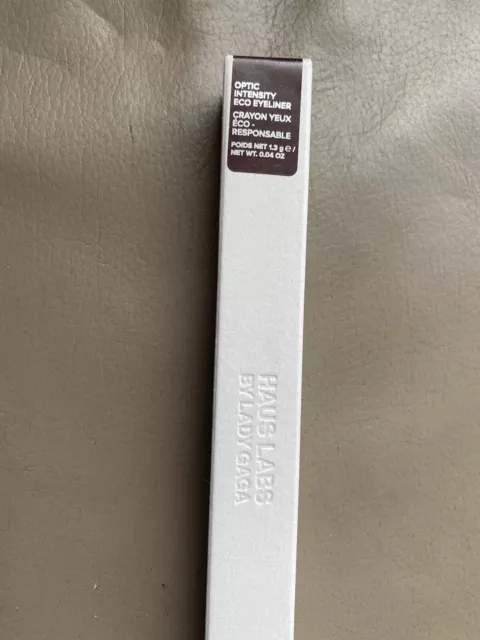 OPTIC
INTENSITY
ECO EYELINER
CRAYON YEUX
ÉCO -
RESPONSABLE
POIDS NET 1.3 g ℮ /
NET WT. 0.04 OZ
HAUS LABS
BY LADY GAGA